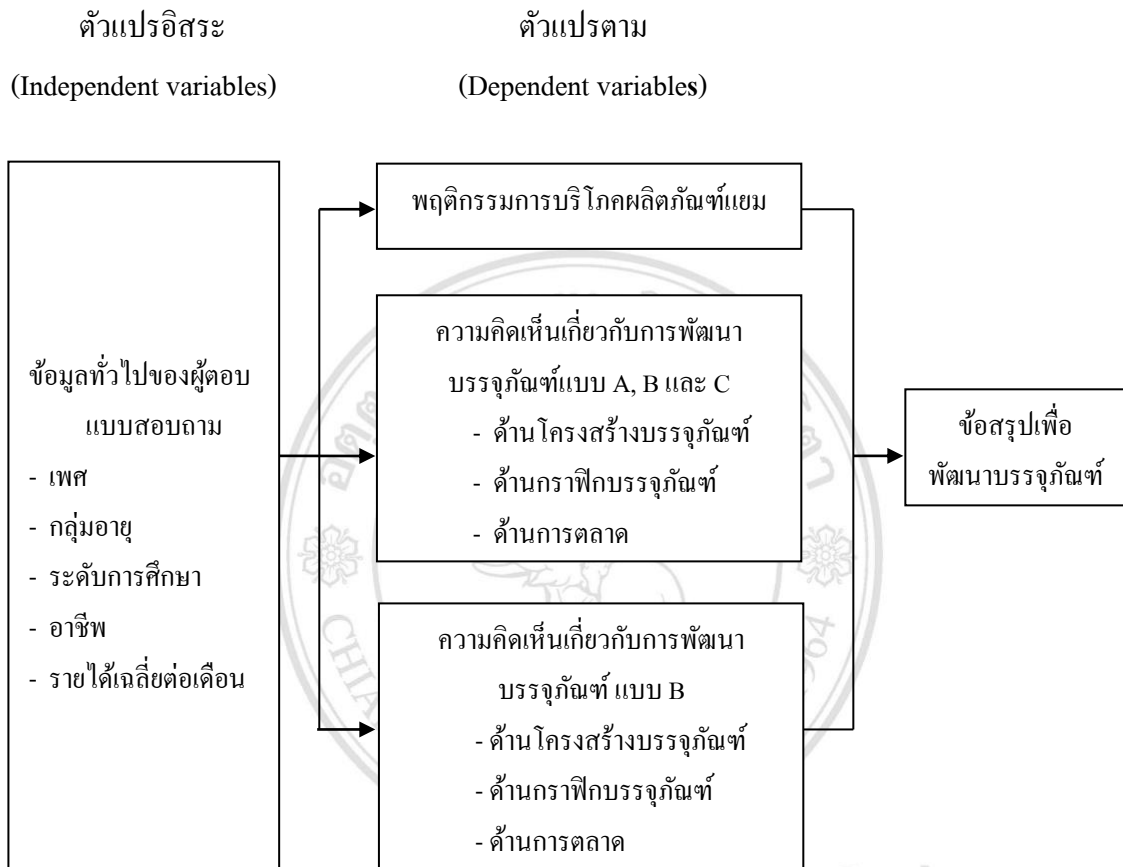 ตัวแปรอิสระ
(Independent variables)
ตัวแปรตาม
(Dependent variables)
ข้อมูลทั่วไปของผู้ตอบ
แบบสอบถาม
- เพศ
- กลุ่มอายุ
- ระดับการศึกษา
- อาชีพ
- รายได้เฉลี่ยต่อเดือน
พฤติกรรมการบริโภคผลิตภัณฑ์แยม
ความคิดเห็นเกี่ยวกับการพัฒนา
บรรจุภัณฑ์แบบ A, B และ C
- ด้านโครงสร้างบรรจุภัณฑ์
- ด้านกราฟิกบรรจุภัณฑ์
- ด้านการตลาด
ความคิดเห็นเกี่ยวกับการพัฒนา
บรรจุภัณฑ์ แบบ B
- ด้านโครงสร้างบรรจุภัณฑ์
- ด้านกราฟิกบรรจุภัณฑ์
- ด้านการตลาด
ข้อสรุปเพื่อ
พัฒนาบรรจุภัณฑ์